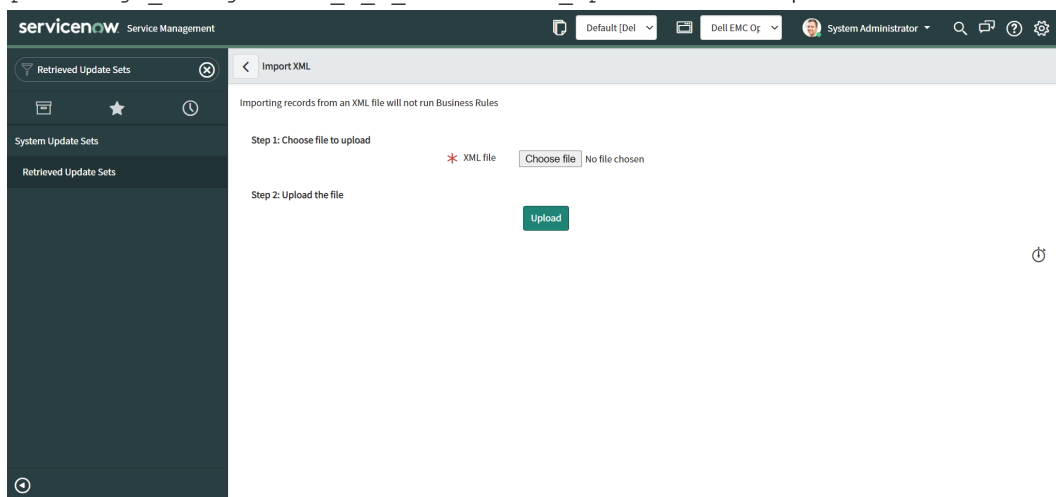 servicenow Service Management
Default [Del
Dell EMC Op
System Administrator
Retrieved Update Sets
Import XML
Importing records from an XML file will not run Business Rules
System Update Sets
Retrieved Update Sets
Step 1: Choose file to upload
XML file Choose file No file chosen
Step 2: Upload the file
Upload